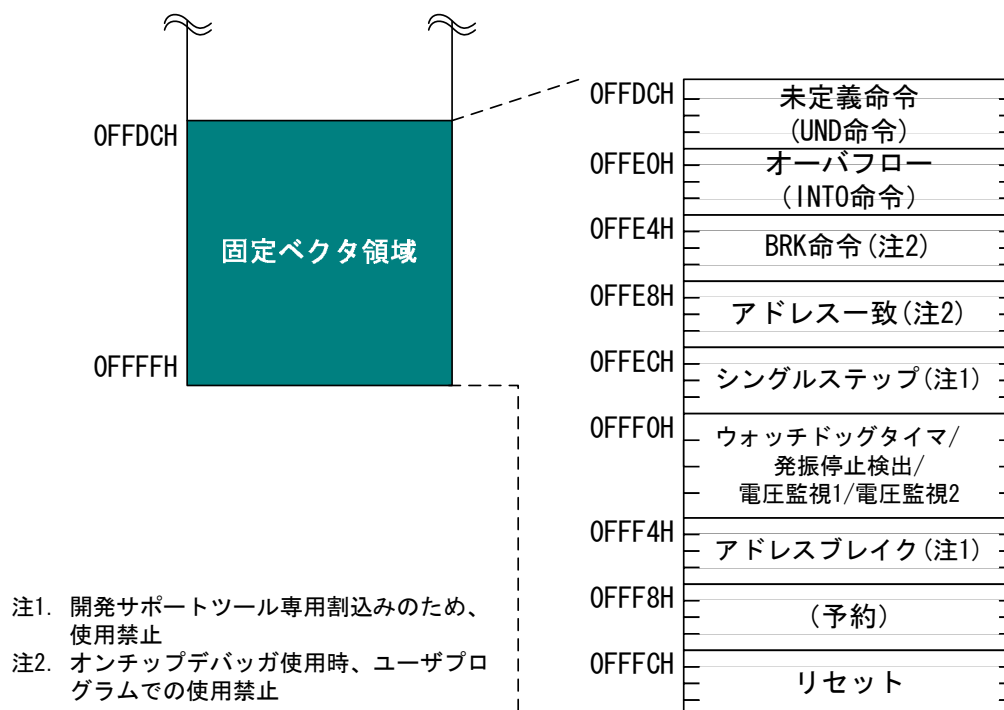 0FFDCH
固定ベクタ領域
0FFFFH
注1. 開発サポートツール専用割込みのため、
使用禁止
注2. オンチップデバッガ使用時、ユーザプロ
グラムでの使用禁止
0FFDCH
未定義命令
(UND命令)
0FFE0H
オーバフロー
(INTO命令)
0FFE4H
BRK命令(注2)
0FFE8H
アドレス一致(注2)
0FFECH
シングルステップ(注1)
0FFF0H
ウォッチドッグタイマ/
発振停止検出/
電圧監視1/電圧監視2
0FFF4H
アドレスブレイク(注1)
0FFF8H
(予約)
0FFFCH
リセット